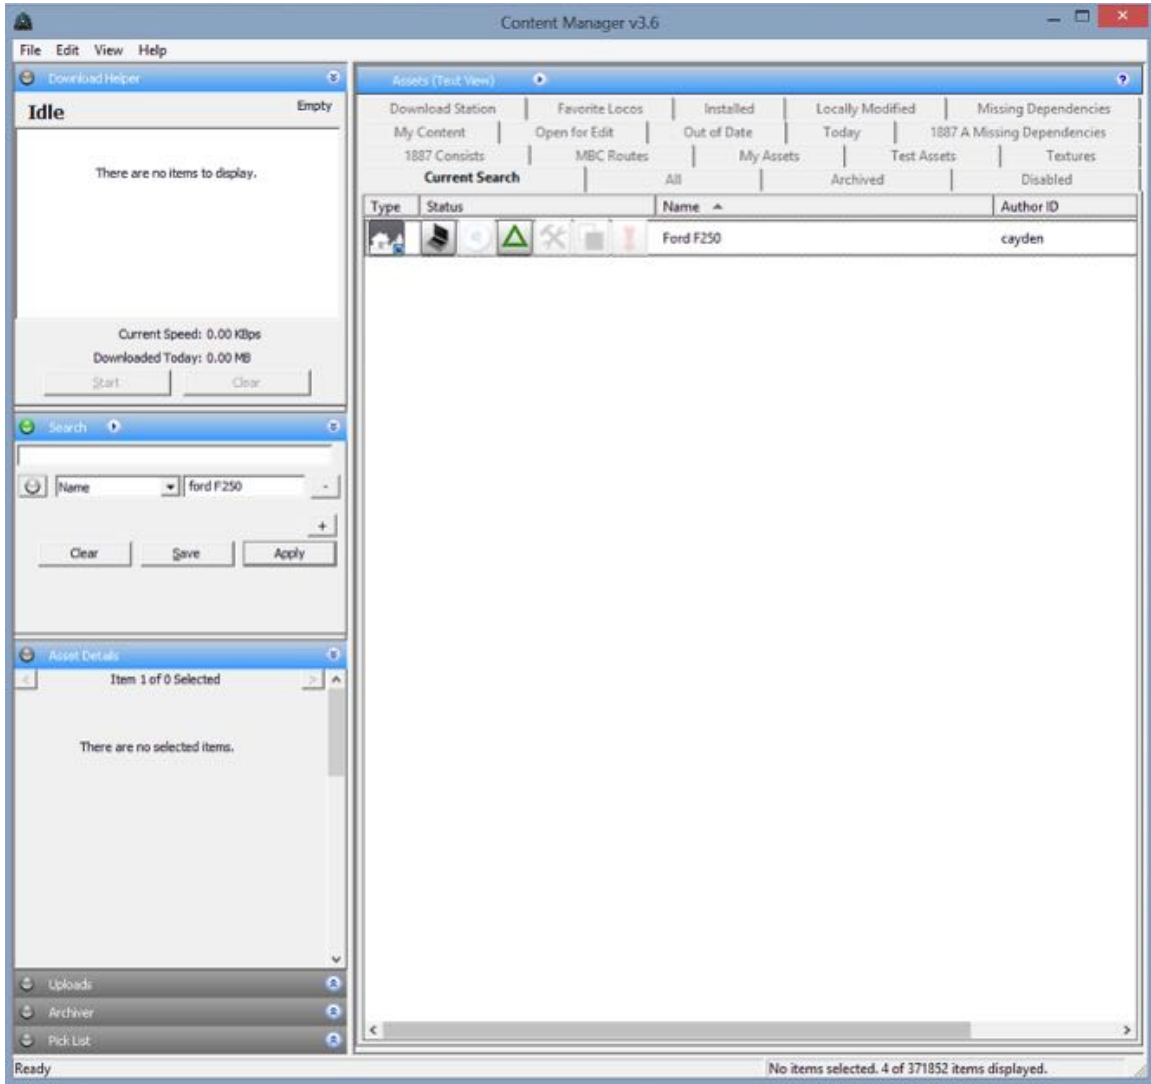 Content Manager v3.6
File Edit View Help
Download Helper
Idle
Empty
There are no items to display.
Current Speed: 0.00 KBps
Downloaded Today: 0.00 MB
Start Clear
Search
Name ford F250 -
+
Clear Save Apply
Asset Details
< Item 1 of 0 Selected >
There are no selected items.
Uploads
Archiver
Pick List
Assets (Text View) ?
Download Station Favorite Locos Installed Locally Modified Missing Dependencies
My Content Open for Edit Out of Date Today 1887 A Missing Dependencies
1887 Consists MBC Routes My Assets Test Assets Textures
Current Search All Archived Disabled
Type Status Name Author ID
Ford F250 cayden
Ready
No items selected. 4 of 371852 items displayed.